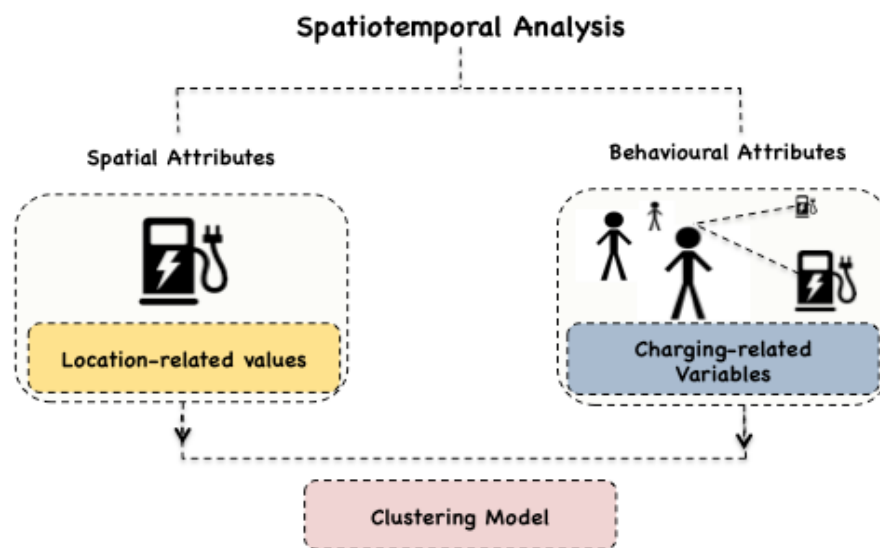 Spatiotemporal Analysis
Spatial Attributes
Behavioural Attributes
Location-related values
Charging-related
Variables
Clustering Model